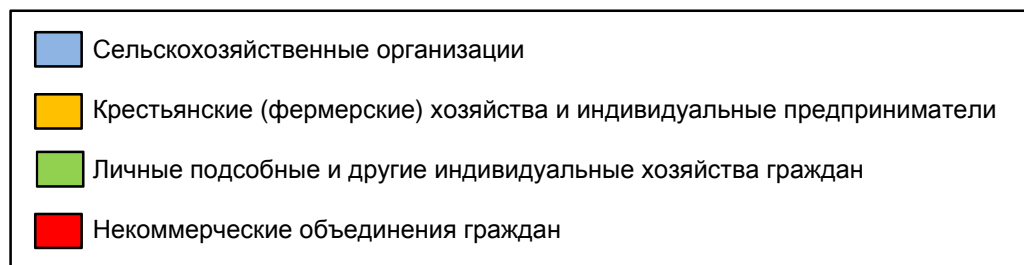 Сельскохозяйственные организации
Крестьянские (фермерские) хозяйства и индивидуальные предприниматели
Личные подсобные и другие индивидуальные хозяйства граждан
Некоммерческие объединения граждан